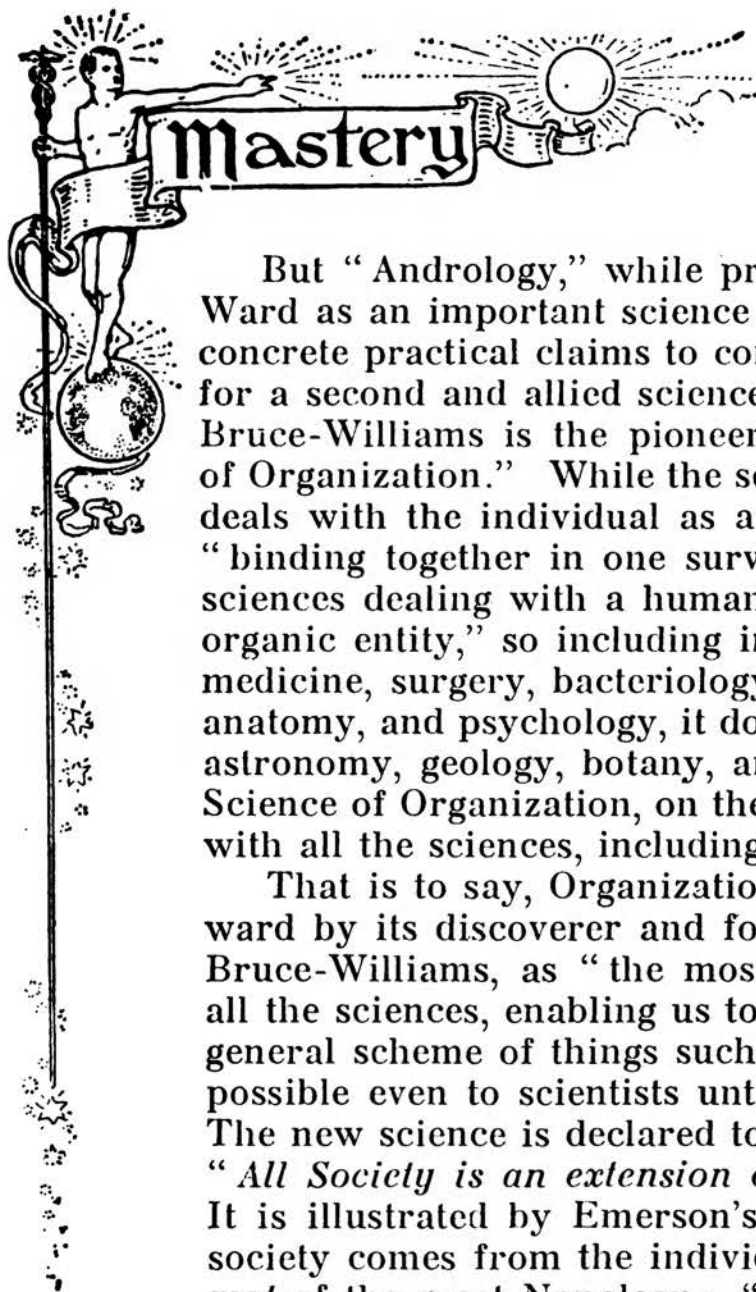 Mastery
But “Andrology,” while pr
Ward as an important science
concrete practical claims to co
for a second and allied science
Bruce-Williams is the pioneer
of Organization.” While the s
deals with the individual as a
“binding together in one surv
sciences dealing with a human
organic entity,” so including i
medicine, surgery, bacteriology
anatomy, and psychology, it do
astronomy, geology, botany, a
Science of Organization, on the
with all the sciences, including
That is to say, Organizatio
ward by its discoverer and fo
Bruce-Williams, as “the mos
all the sciences, enabling us to
general scheme of things such
possible even to scientists unt
The new science is declared to
“All Society is an extension
It is illustrated by Emerson’s
society comes from the indivi